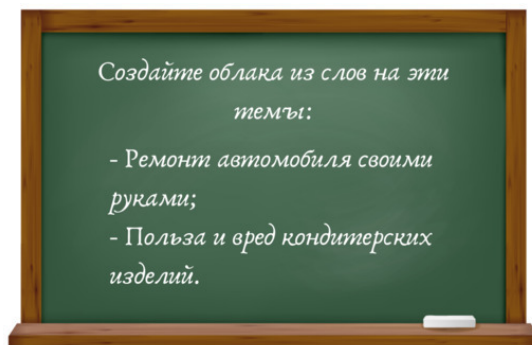 Создайте облака из слов на эти
темы:
- Ремонт автомобиля своими
руками;
- Польза и вред кондитерских
изделий.